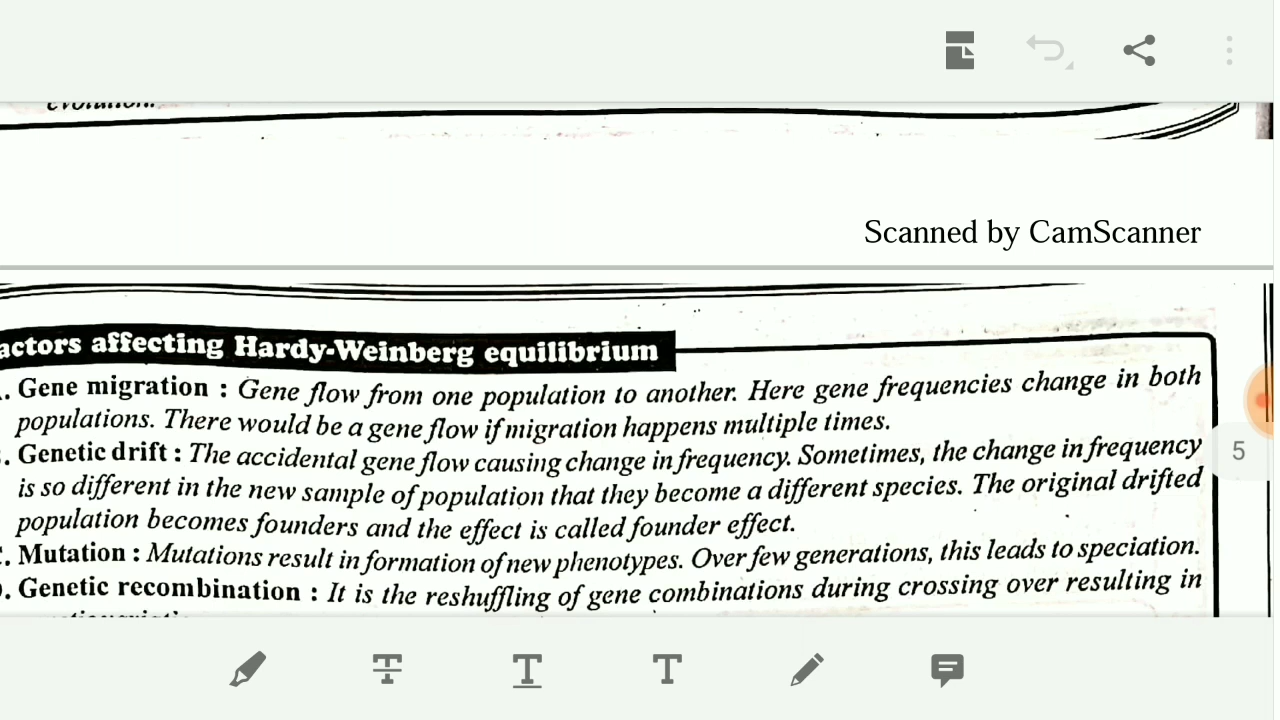 evolution.
Scanned by CamScanner
actors affecting Hardy-Weinberg equilibrium
. Gene migration : Gene flow from one population to another. Here gene frequencies change in both
populations. There would be a gene flow if migration happens multiple times.
. Genetic drift : The accidental gene flow causing change in frequency. Sometimes, the change in frequency
is so different in the new sample of population that they become a different species. The original drifted
population becomes founders and the effect is called founder effect.
5
. Mutation : Mutations result in formation of new phenotypes. Over few generations, this leads to speciation.
. Genetic recombination : It is the reshuffling of gene combinations during crossing over resulting in